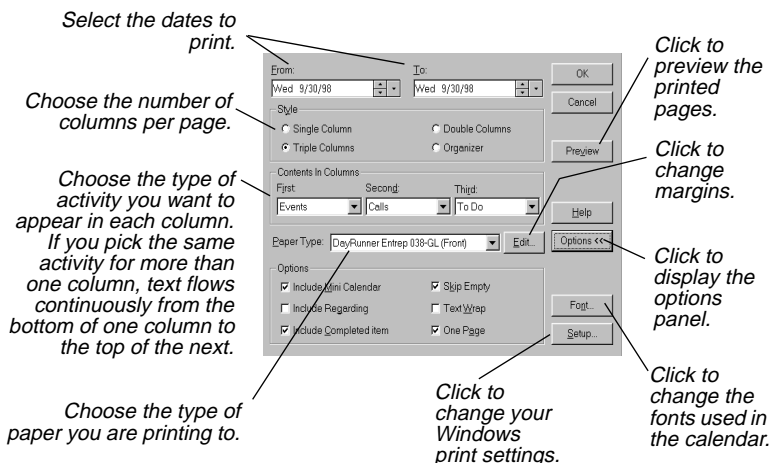 Select the dates to
print.
Choose the number of
columns per page.
Choose the type of
activity you want to
appear in each column.
If you pick the same
activity for more than
one column, text flows
continuously from the
bottom of one column to
the top of the next.
Choose the type of
paper you are printing to.
From:
To:
Wed 9/30/98
Wed 9/30/98
Style
Single Column
Double Columns
Triple Columns
Organizer
Contents In Columns
First:
Second:
Third:
Events
Calls
To Do
Paper Type:
DayRunner Entrep 038-GL (Front)
Edit...
Options
Include Mini Calendar
Skip Empty
Include Regarding
Text Wrap
Include Completed item
One Page
OK
Cancel
Preview
Help
Options <<
Font...
Setup...
Click to
preview the
printed
pages.
Click to
change
margins.
Click to
display the
options
panel.
Click to
change the
fonts used in
the calendar.
Click to
change your
Windows
print settings.